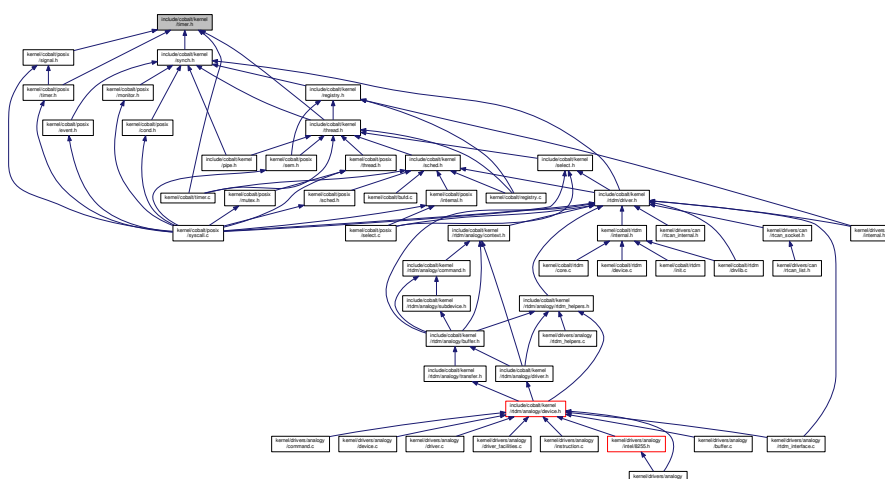 include/cobalt/kernel
/timer.h
kernel/cobalt/posix
/signal.h
include/cobalt/kernel
/synch.h
kernel/cobalt/posix
/timer.h
kernel/cobalt/posix
/monitor.h
include/cobalt/kernel
/registry.h
kernel/cobalt/posix
/event.h
kernel/cobalt/posix
/cond.h
include/cobalt/kernel
/thread.h
include/cobalt/kernel
/pipe.h
kernel/cobalt/posix
/sem.h
kernel/cobalt/posix
/thread.h
include/cobalt/kernel
/sched.h
include/cobalt/kernel
/select.h
kernel/cobalt/timer.c
kernel/cobalt/posix
/mutex.h
kernel/cobalt/posix
/sched.h
kernel/cobalt/build.c
kernel/cobalt/posix
/internal.h
kernel/cobalt/registry.c
include/cobalt/kernel
/rtdm/driver.h
kernel/cobalt/posix
/syscall.c
kernel/cobalt/posix
/select.c
include/cobalt/kernel
/rtdm/analogy/context.h
kernel/cobalt/rtdm
/internal.h
kernel/drivers/can
/rtcan_internal.h
kernel/drivers/can
/rtcan_socket.h
kernel/drivers
/internal.h
include/cobalt/kernel
/rtdm/analogy/command.h
kernel/cobalt/rtdm
/core.c
kernel/cobalt/rtdm
/device.c
kernel/cobalt/rtdm
/init.c
kernel/cobalt/rtdm
/drvlib.c
kernel/drivers/can
/rtcan_list.h
include/cobalt/kernel
/rtdm/analogy/subdevice.h
include/cobalt/kernel
/rtdm/analogy/rtdm_helpers.h
include/cobalt/kernel
/rtdm/analogy/buffer.h
kernel/drivers/analogy
/rtdm_helpers.c
include/cobalt/kernel
/rtdm/analogy/transfer.h
include/cobalt/kernel
/rtdm/analogy/driver.h
include/cobalt/kernel
/rtdm/analogy/device.h
kernel/drivers/analogy
/command.c
kernel/drivers/analogy
/device.c
kernel/drivers/analogy
/driver.c
kernel/drivers/analogy
/driver_facilities.c
kernel/drivers/analogy
/instruction.c
kernel/drivers/analogy
/intel/8255.h
kernel/drivers/analogy
/buffer.c
kernel/drivers/analogy
/rtdm_interface.c
kernel/drivers/analogy